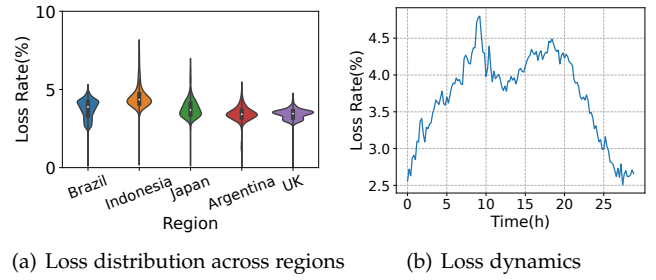 10
5
0
Loss Rate(%)
Brazil
Indonesia
Japan
Argentina
UK
Region
(a) Loss distribution across regions
4.5
4.0
3.5
3.0
2.5
Loss Rate(%)
0 5 10 15 20 25
Time(h)
(b) Loss dynamics